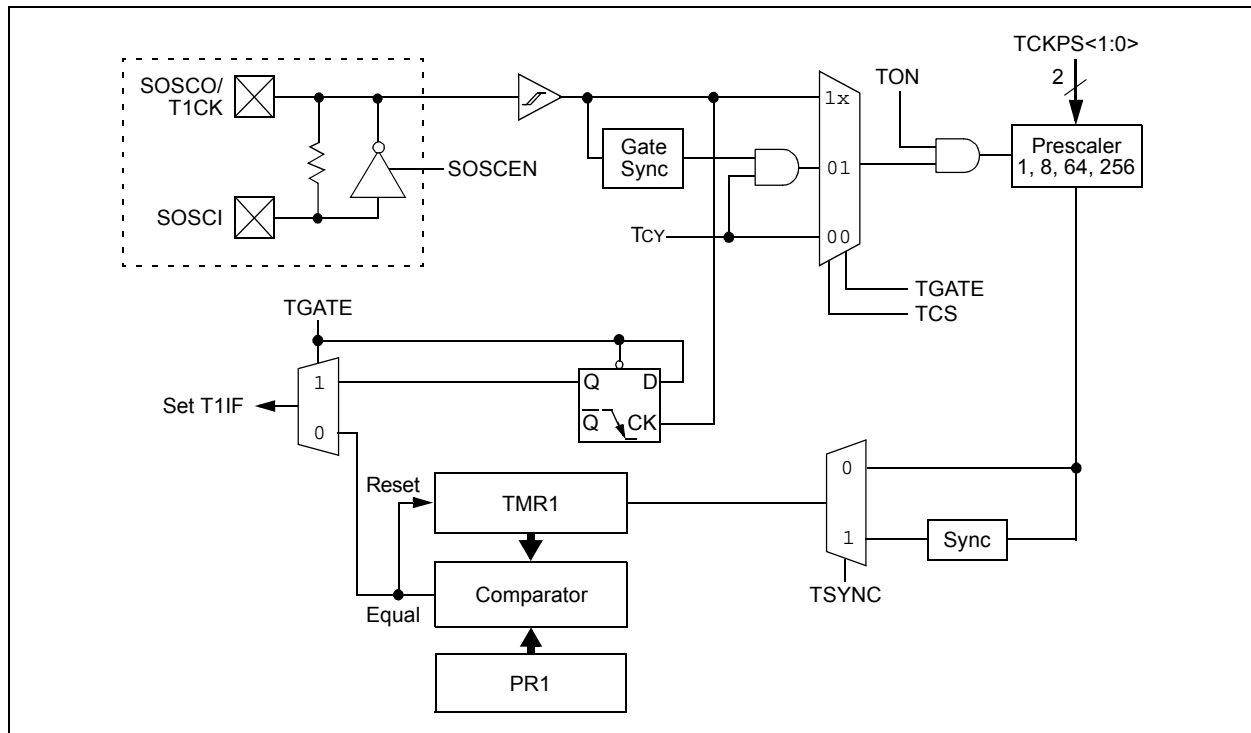 TCKPS<1:0>
2
SOSCO/
T1CK
TON
1x
Gate
Sync
Prescaler
1, 8, 64, 256
SOSCEN
01
SOSCI
TCY
00
TGATE
TCS
TGATE
1
Q
D
Set T1IF
Q
CK
0
0
Reset
TMR1
1
Sync
TSYNC
Equal
Comparator
PR1